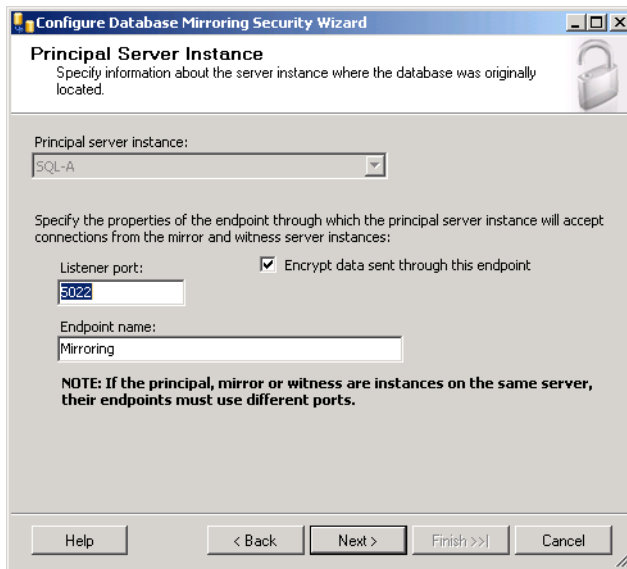 Configure Database Mirroring Security Wizard
Principal Server Instance
Specify information about the server instance where the database was originally
located.
Principal server instance:
SQL-A
Specify the properties of the endpoint through which the principal server instance will accept
connections from the mirror and witness server instances:
Listener port:
Encrypt data sent through this endpoint
5022
Endpoint name:
Mirroring
NOTE: If the principal, mirror or witness are instances on the same server,
their endpoints must use different ports.
Help < Back Next > Finish >>| Cancel